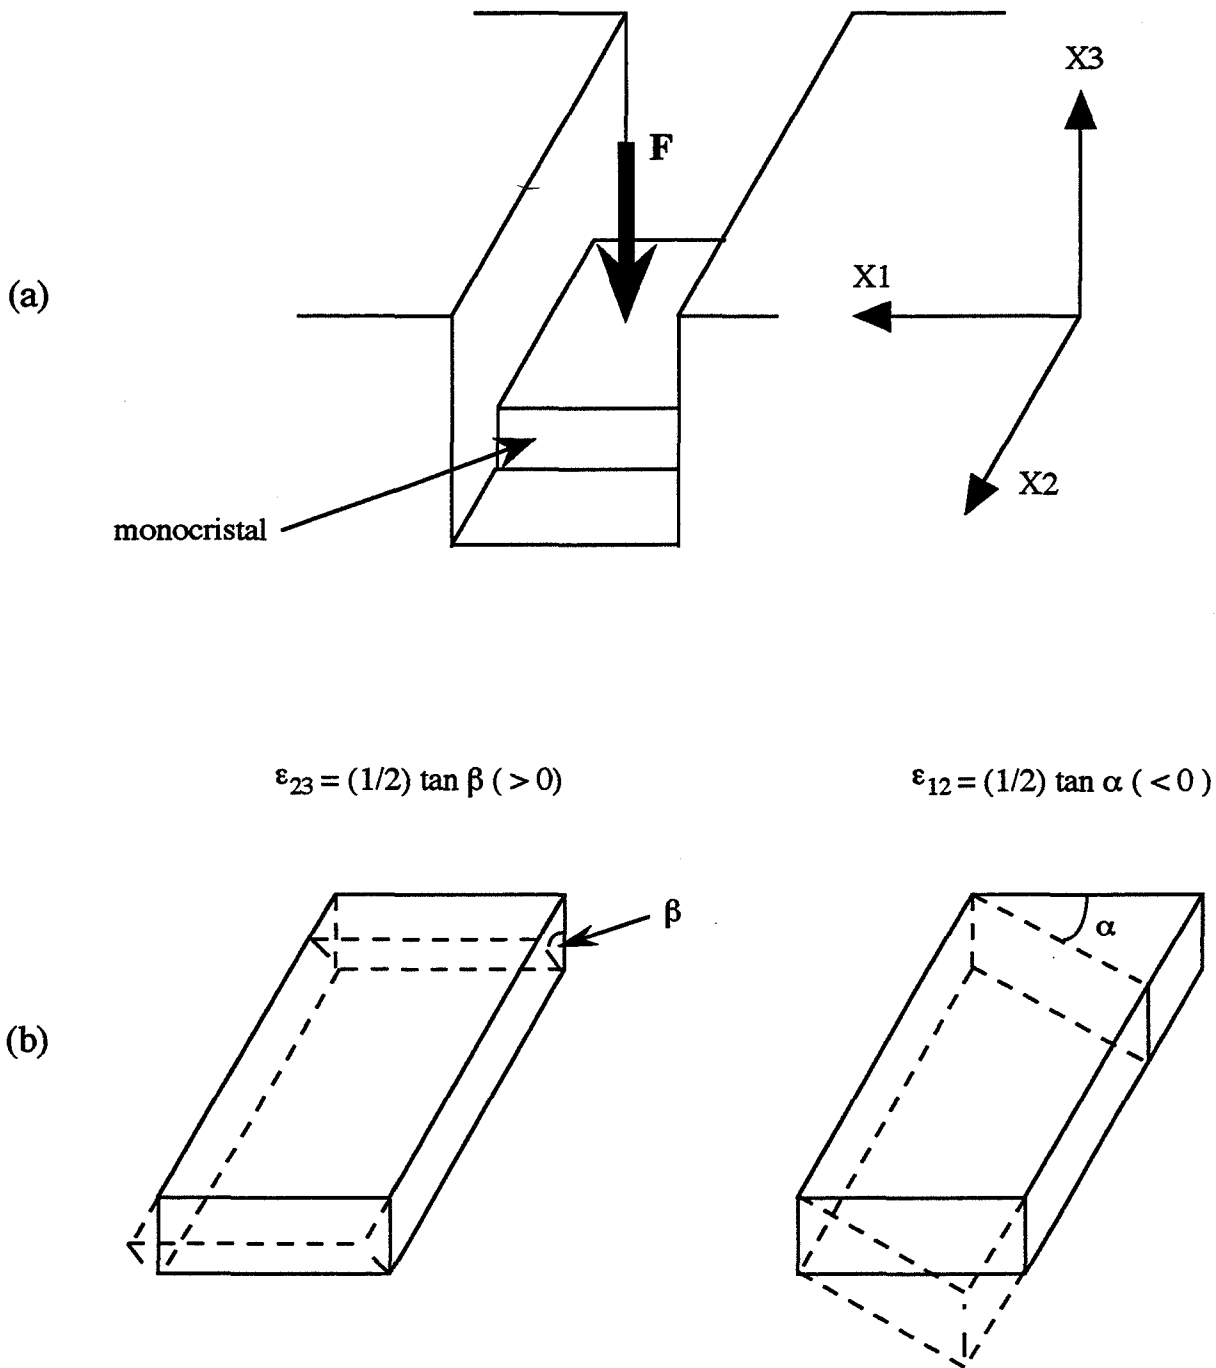 X3
F
(a)
X1
X2
monocristal
ε23 = (1/2) tan β ( > 0)
ε12 = (1/2) tan α ( < 0 )
β
α
(b)